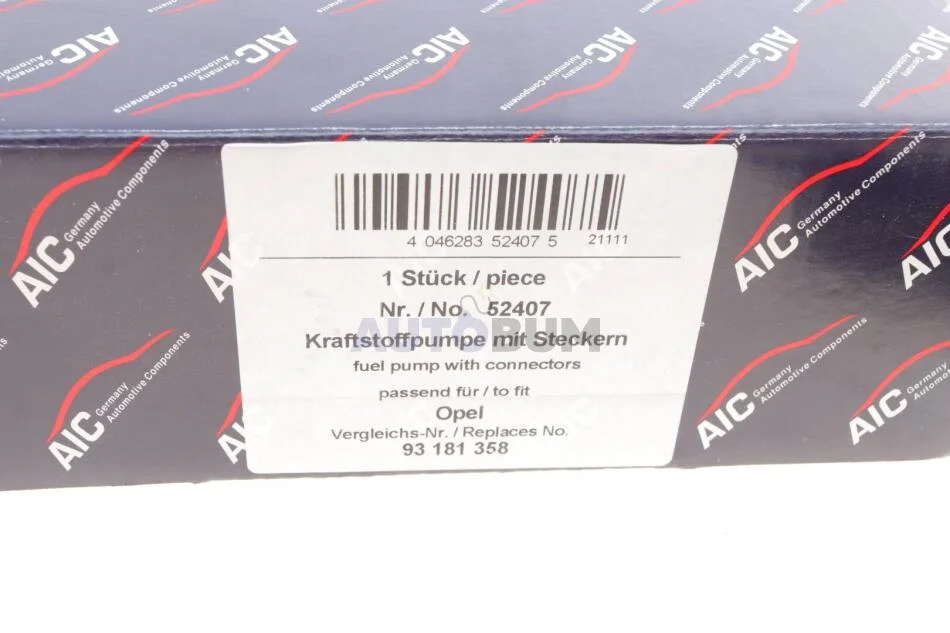 AIC Germany Automotive Components
4 046283 52407 5 21111
1 Stück / piece
Nr. / No. 52407
AUTOBUM
Kraftstoffpumpe mit Steckern
fuel pump with connectors
passend für / to fit
Opel
Vergleichs-Nr. / Replaces No.
93 181 358